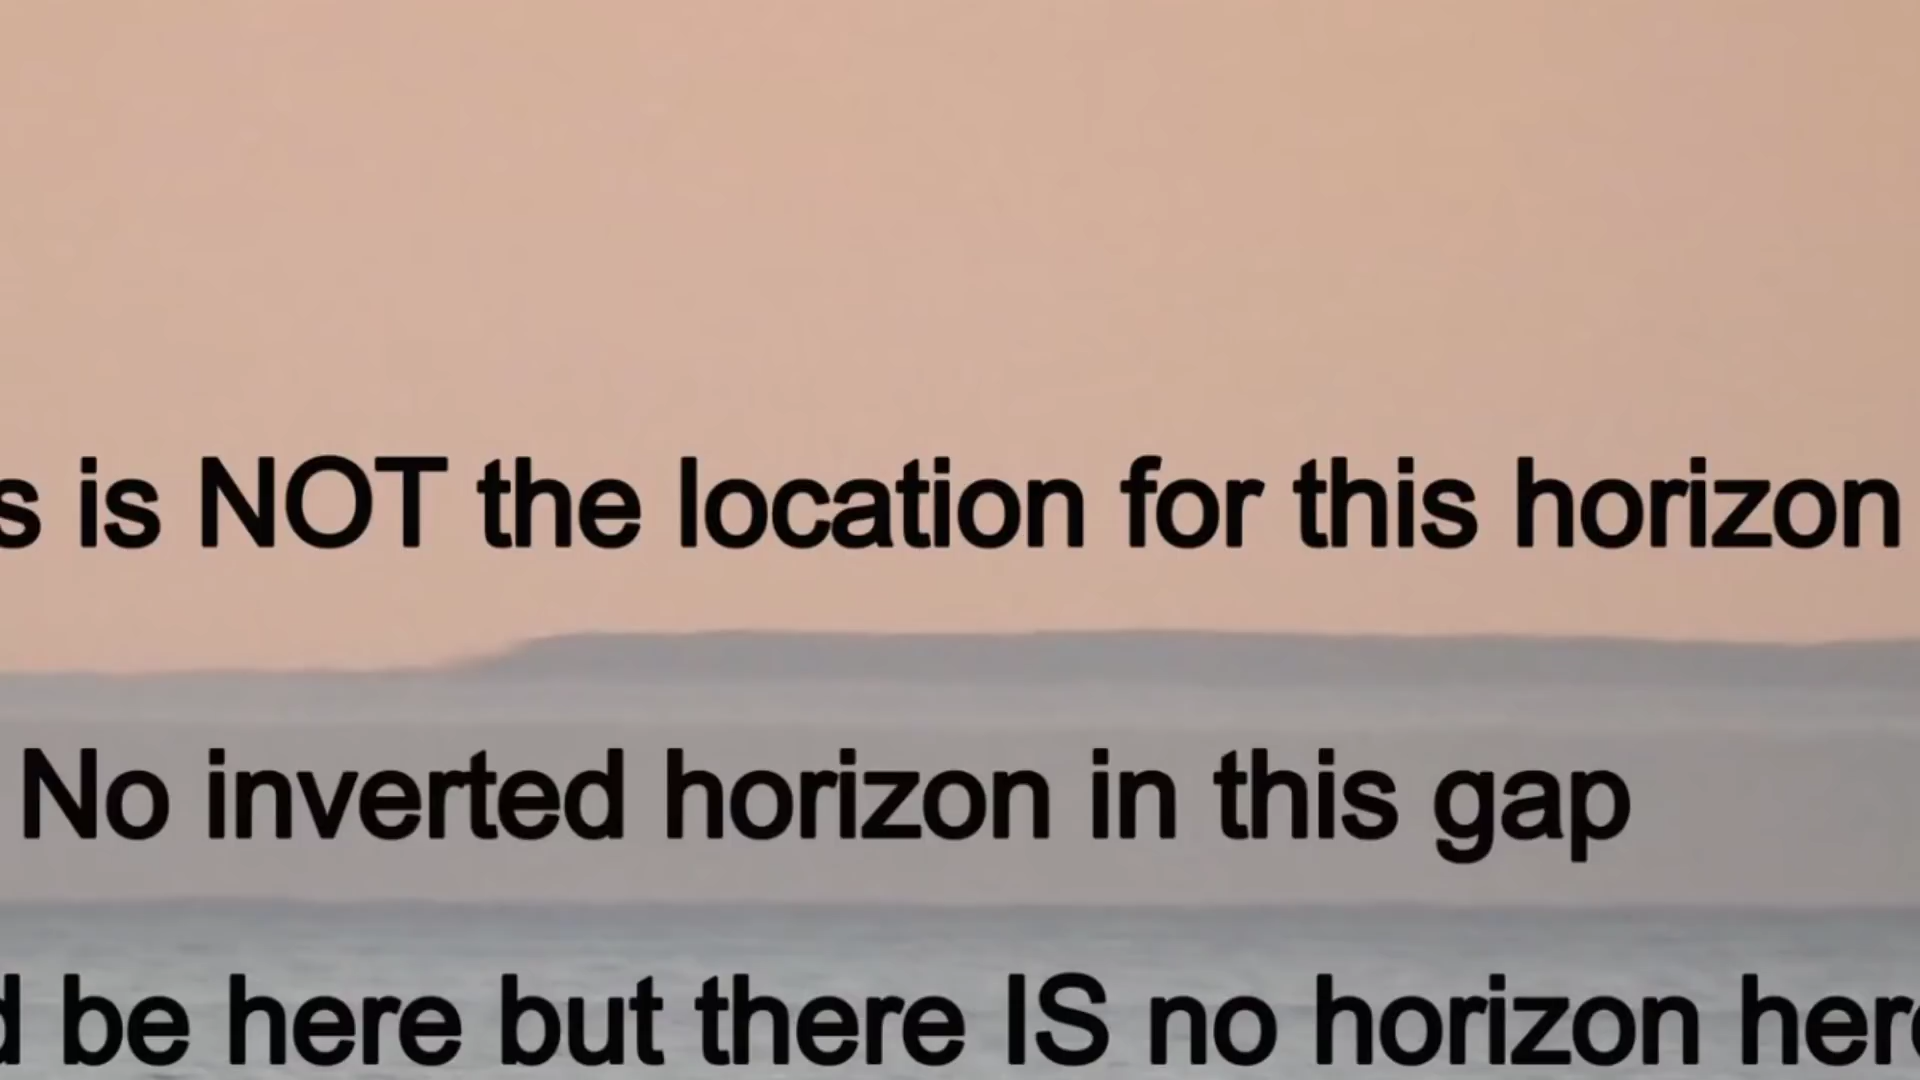 s is NOT the location for this horizon
No inverted horizon in this gap
d be here but there IS no horizon here